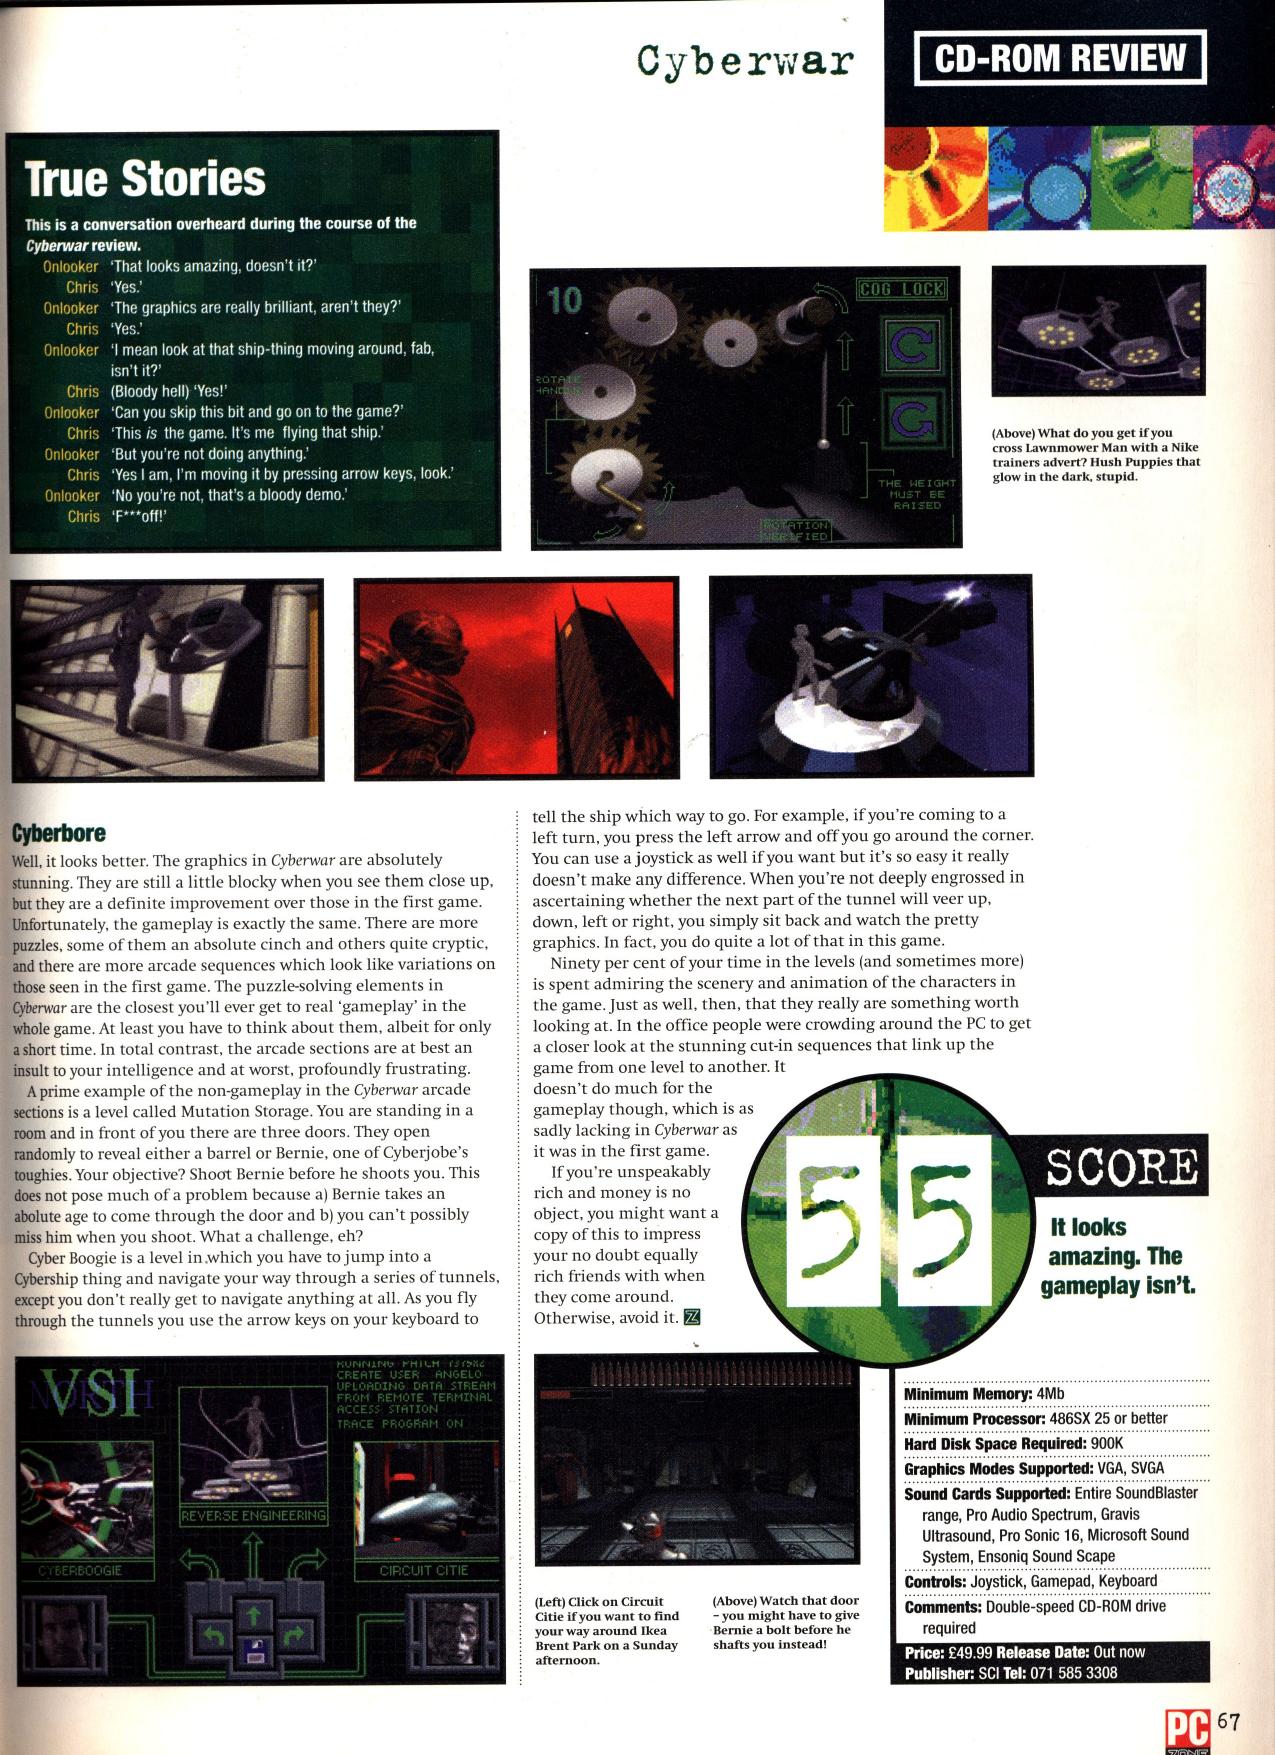 Cyberwar
CD-ROM REVIEW
True Stories
This is a conversation overheard during the course of the
Cyberwar review.
Onlooker 'That looks amazing, doesn't it?'
Chris 'Yes.'
Onlooker 'The graphics are really brilliant, aren't they?'
Chris 'Yes.'
Onlooker 'I mean look at that ship-thing moving around, fab,
isn't it?'
Chris (Bloody hell) 'Yes!'
Onlooker 'Can you skip this bit and go on to the game?'
Chris 'This is the game. It's me flying that ship.'
Onlooker 'But you're not doing anything.'
Chris 'Yes I am, I'm moving it by pressing arrow keys, look.'
Onlooker 'No you're not, that's a bloody demo.'
Chris 'F***off!'
10
COG LOCK
ROTATE
HANDLE
THE WEIGHT
MUST BE
RAISED
ROTATION
VERIFIED
(Above) What do you get if you
cross Lawnmower Man with a Nike
trainers advert? Hush Puppies that
glow in the dark, stupid.
Cyberbore
Well, it looks better. The graphics in Cyberwar are absolutely
stunning. They are still a little blocky when you see them close up,
but they are a definite improvement over those in the first game.
Unfortunately, the gameplay is exactly the same. There are more
puzzles, some of them an absolute cinch and others quite cryptic,
and there are more arcade sequences which look like variations on
those seen in the first game. The puzzle-solving elements in
Cyberwar are the closest you'll ever get to real 'gameplay' in the
whole game. At least you have to think about them, albeit for only
a short time. In total contrast, the arcade sections are at best an
insult to your intelligence and at worst, profoundly frustrating.
A prime example of the non-gameplay in the Cyberwar arcade
sections is a level called Mutation Storage. You are standing in a
room and in front of you there are three doors. They open
randomly to reveal either a barrel or Bernie, one of Cyberjobe's
toughies. Your objective? Shoot Bernie before he shoots you. This
does not pose much of a problem because a) Bernie takes an
abolute age to come through the door and b) you can't possibly
miss him when you shoot. What a challenge, eh?
Cyber Boogie is a level in which you have to jump into a
Cybership thing and navigate your way through a series of tunnels,
except you don't really get to navigate anything at all. As you fly
through the tunnels you use the arrow keys on your keyboard to
tell the ship which way to go. For example, if you're coming to a
left turn, you press the left arrow and off you go around the corner.
You can use a joystick as well if you want but it's so easy it really
doesn't make any difference. When you're not deeply engrossed in
ascertaining whether the next part of the tunnel will veer up,
down, left or right, you simply sit back and watch the pretty
graphics. In fact, you do quite a lot of that in this game.
Ninety per cent of your time in the levels (and sometimes more)
is spent admiring the scenery and animation of the characters in
the game. Just as well, then, that they really are something worth
looking at. In the office people were crowding around the PC to get
a closer look at the stunning cut-in sequences that link up the
game from one level to another. It
doesn't do much for the
gameplay though, which is as
sadly lacking in Cyberwar as
it was in the first game.
If you're unspeakably
rich and money is no
object, you might want a
copy of this to impress
your no doubt equally
rich friends with when
they come around.
Otherwise, avoid it. Z
55
SCORE
It looks
amazing. The
gameplay isn't.
VSI
NORTH
CREATE USER ANGELO
UPLOADING DATA STREAM
FROM REMOTE TERMINAL
ACCESS STATION
TRACE PROGRAM ON
REVERSE ENGINEERING
CYBERBOOGIE
CIRCUIT CITIE
(Left) Click on Circuit
Citie if you want to find
your way around Ikea
Brent Park on a Sunday
afternoon.
(Above) Watch that door
– you might have to give
Bernie a bolt before he
shafts you instead!
Minimum Memory: 4Mb
Minimum Processor: 486SX 25 or better
Hard Disk Space Required: 900K
Graphics Modes Supported: VGA, SVGA
Sound Cards Supported: Entire SoundBlaster
range, Pro Audio Spectrum, Gravis
Ultrasound, Pro Sonic 16, Microsoft Sound
System, Ensoniq Sound Scape
Controls: Joystick, Gamepad, Keyboard
Comments: Double-speed CD-ROM drive
required
Price: £49.99 Release Date: Out now
Publisher: SCI Tel: 071 585 3308
PC ZONE 67